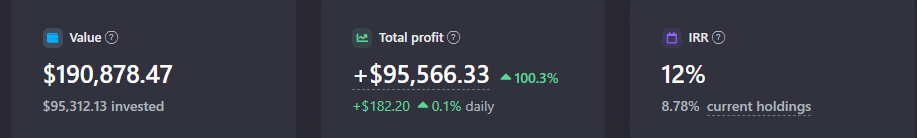 Value
$190,878.47
$95,312.13 invested
Total profit
+$95,566.33 100.3%
+$182.20 0.1% daily
IRR
12%
8.78% current holdings